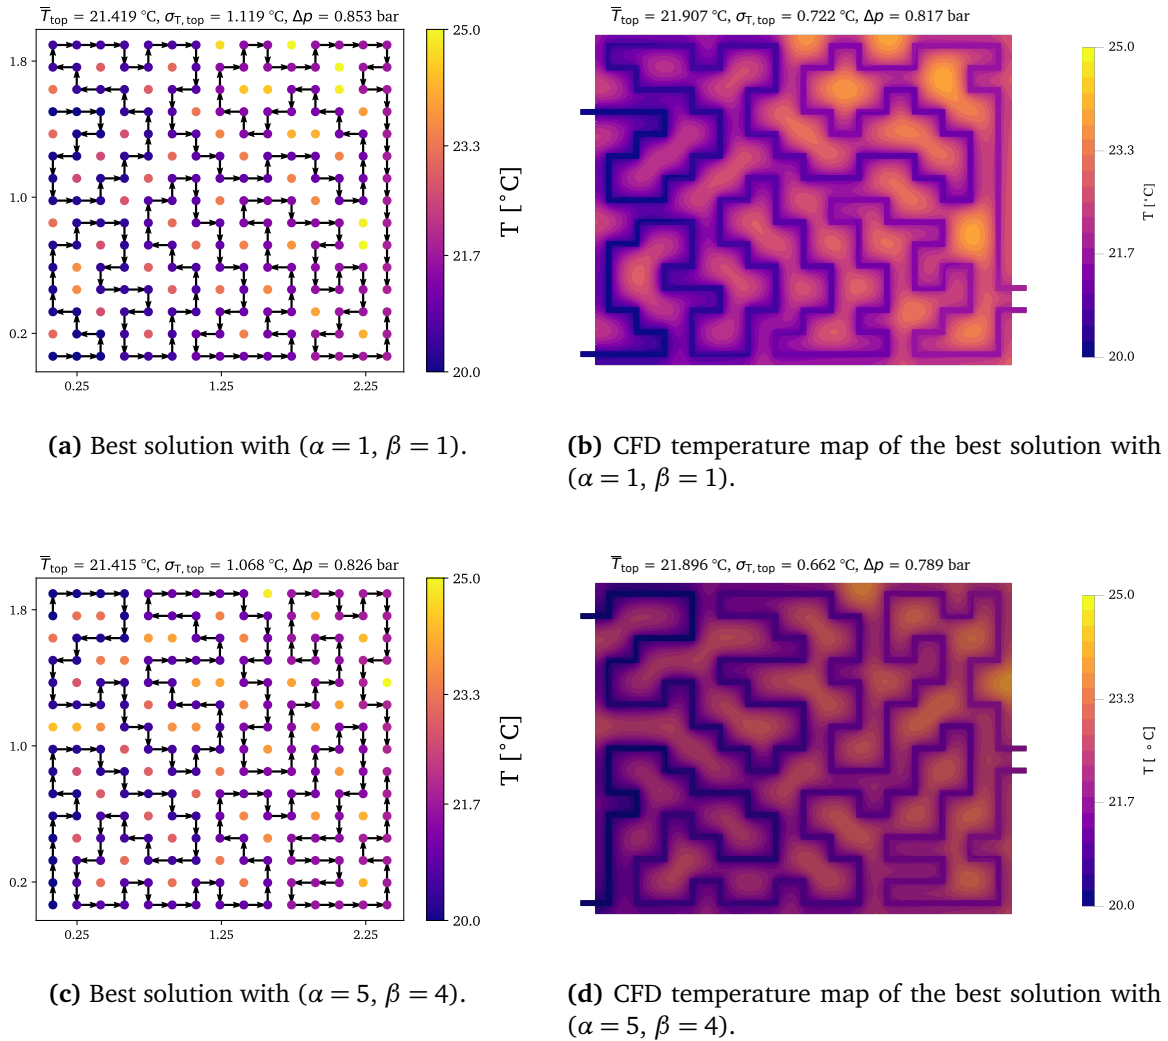 T̿top = 21.419 °C, σT, top = 1.119 °C, Δp = 0.853 bar
T̿top = 21.907 °C, σT, top = 0.722 °C, Δp = 0.817 bar
1.8
1.0
0.2
0.25
1.25
2.25
25.0
23.3
21.7
20.0
T [°C]
25.0
23.3
21.7
20.0
T [°C]
(a) Best solution with (α = 1, β = 1).
(b) CFD temperature map of the best solution with
(α = 1, β = 1).
T̿top = 21.415 °C, σT, top = 1.068 °C, Δp = 0.826 bar
T̿top = 21.896 °C, σT, top = 0.662 °C, Δp = 0.789 bar
1.8
1.0
0.2
0.25
1.25
2.25
25.0
23.3
21.7
20.0
T [°C]
25.0
23.3
21.7
20.0
T [ ∘ C]
(c) Best solution with (α = 5, β = 4).
(d) CFD temperature map of the best solution with
(α = 5, β = 4).